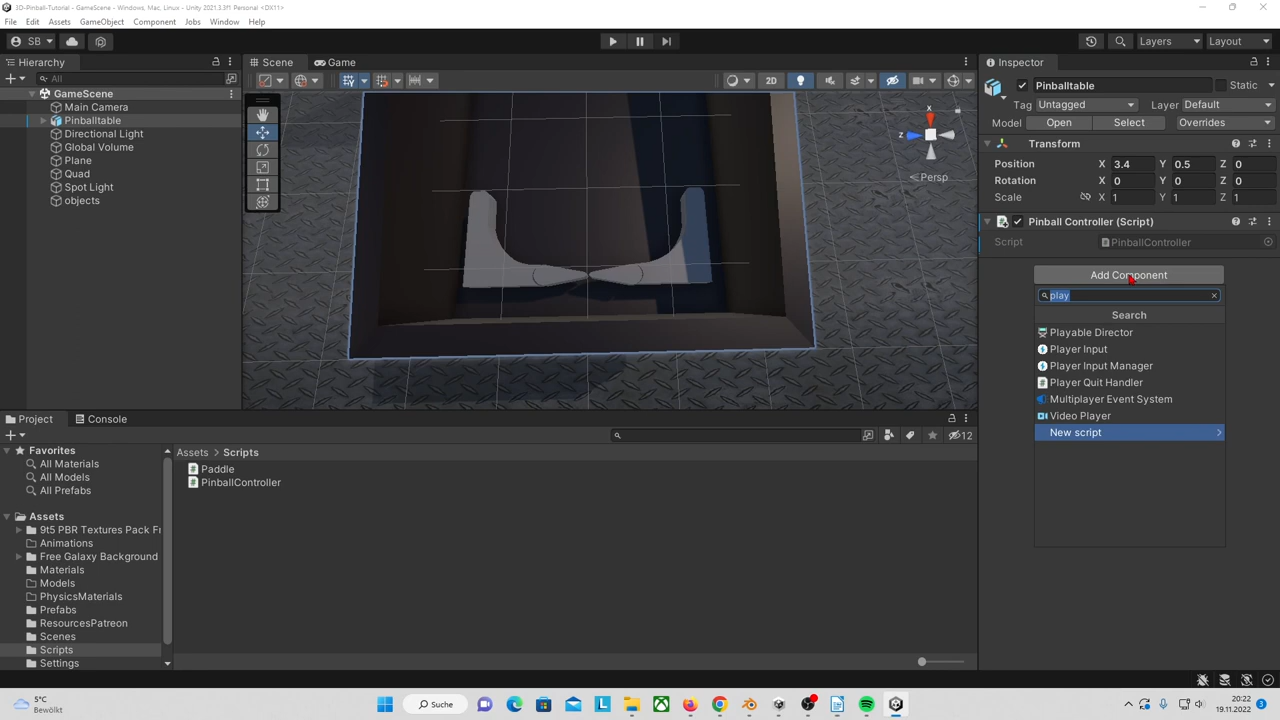 3D-Pinball-Tutorial - GameScene - Windows, Mac, Linux - Unity 2021.3.3f1 Personal <DX11>
File Edit Assets GameObject Component Jobs Window Help
SB Layers Layout
Hierarchy
All
GameScene
Main Camera
Pinballtable
Directional Light
Global Volume
Plane
Quad
Spot Light
objects
Scene Game
2D
x
z
Persp
Inspector
Pinballtable Static
Tag Untagged Layer Default
Model Open Select Overrides
Transform
Position X 3.4 Y 0.5 Z 0
Rotation X 0 Y 0 Z 0
Scale X 1 Y 1 Z 1
Pinball Controller (Script)
Script PinballController
Add Component
play
Search
Playable Director
Player Input
Player Input Manager
Player Quit Handler
Multiplayer Event System
Video Player
New script
Project Console
12
Favorites
All Materials
All Models
All Prefabs
Assets
9t5 PBR Textures Pack Fr
Animations
Free Galaxy Background
Materials
Models
PhysicsMaterials
Prefabs
ResourcesPatreon
Scenes
Scripts
Settings
Assets > Scripts
Paddle
PinballController
5°C
Bewölkt
Suche
20:22
19.11.2022